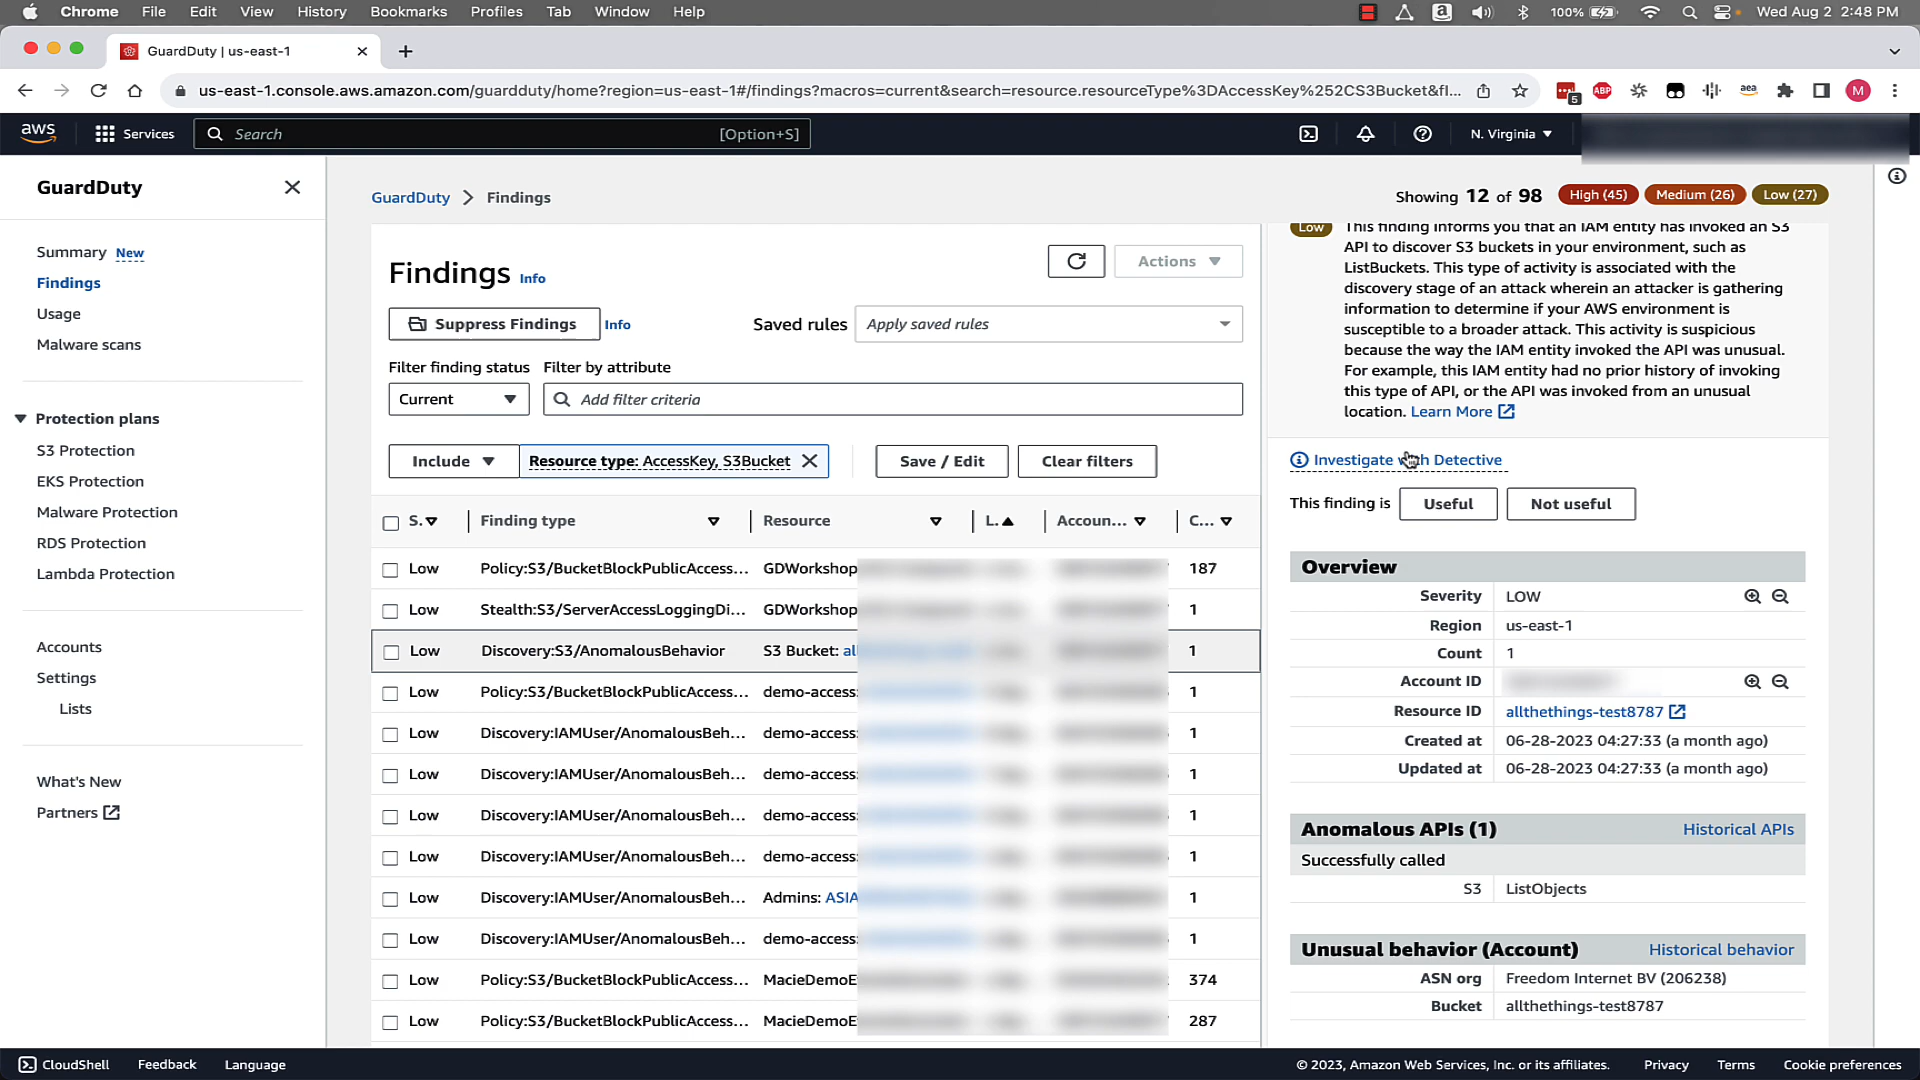 Chrome File Edit View History Bookmarks Profiles Tab Window Help 100% Wed Aug 2 2:48 PM
GuardDuty | us-east-1
us-east-1.console.aws.amazon.com/guardduty/home?region=us-east-1#/findings?macros=current&search=resource.resourceType%3DAccessKey%252CS3Bucket&fl... 5 ABP aea M
aws Services Search [Option+S] N. Virginia
GuardDuty
Summary New
Findings
Usage
Malware scans
Protection plans
S3 Protection
EKS Protection
Malware Protection
RDS Protection
Lambda Protection
Accounts
Settings
Lists
What's New
Partners
GuardDuty > Findings
Showing 12 of 98 High (45) Medium (26) Low (27)
Findings Info
Actions
Suppress Findings Info
Saved rules Apply saved rules
Filter finding status Filter by attribute
Current Add filter criteria
Include Resource type: AccessKey, S3Bucket Save / Edit Clear filters
S. Finding type Resource L. Accoun... C...
Low Policy:S3/BucketBlockPublicAccess... GDWorkshop 187
Low Stealth:S3/ServerAccessLoggingDi... GDWorkshop 1
Low Discovery:S3/AnomalousBehavior S3 Bucket: al 1
Low Policy:S3/BucketBlockPublicAccess... demo-access: 1
Low Discovery:IAMUser/AnomalousBeh... demo-access: 1
Low Discovery:IAMUser/AnomalousBeh... demo-access: 1
Low Discovery:IAMUser/AnomalousBeh... demo-access: 1
Low Discovery:IAMUser/AnomalousBeh... demo-access: 1
Low Discovery:IAMUser/AnomalousBeh... Admins: ASIA 1
Low Discovery:IAMUser/AnomalousBeh... demo-access: 1
Low Policy:S3/BucketBlockPublicAccess... MacieDemoE 374
Low Policy:S3/BucketBlockPublicAccess... MacieDemoE 287
Low This finding informs you that an IAM entity has invoked an S3
API to discover S3 buckets in your environment, such as
ListBuckets. This type of activity is associated with the
discovery stage of an attack wherein an attacker is gathering
information to determine if your AWS environment is
susceptible to a broader attack. This activity is suspicious
because the way the IAM entity invoked the API was unusual.
For example, this IAM entity had no prior history of invoking
this type of API, or the API was invoked from an unusual
location. Learn More
Investigate with Detective
This finding is Useful Not useful
Overview
Severity LOW
Region us-east-1
Count 1
Account ID
Resource ID allthethings-test8787
Created at 06-28-2023 04:27:33 (a month ago)
Updated at 06-28-2023 04:27:33 (a month ago)
Anomalous APIs (1) Historical APIs
Successfully called
S3 ListObjects
Unusual behavior (Account) Historical behavior
ASN org Freedom Internet BV (206238)
Bucket allthethings-test8787
CloudShell Feedback Language © 2023, Amazon Web Services, Inc. or its affiliates. Privacy Terms Cookie preferences